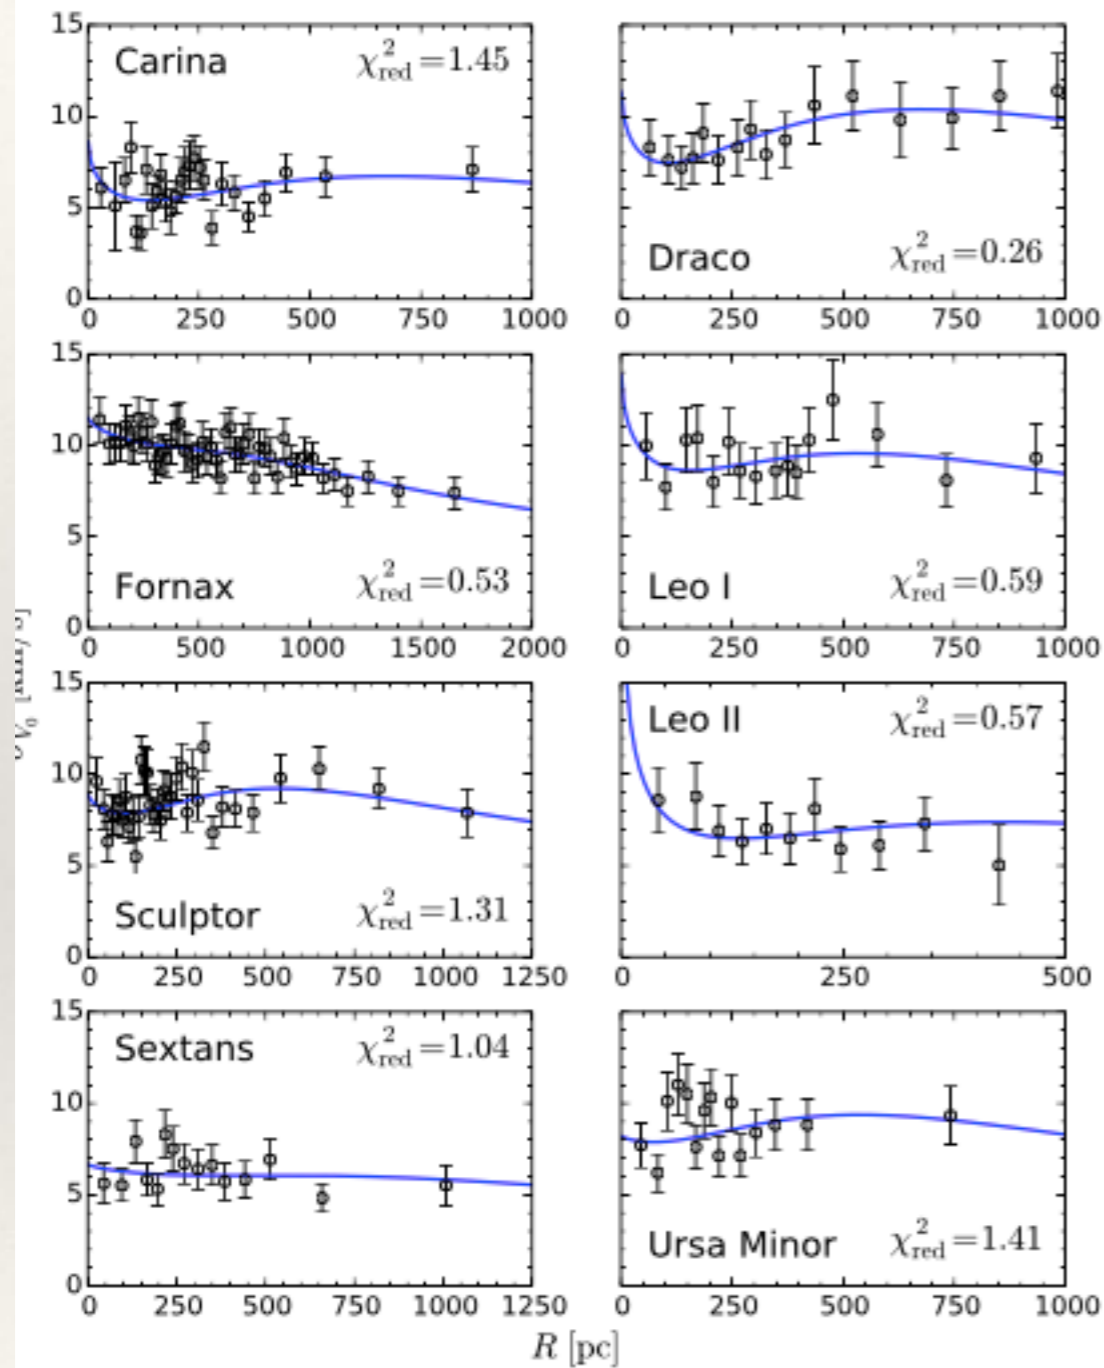 15
10
5
0
Carina
χ²red=1.45
0 250 500 750 1000
Draco
χ²red=0.26
0 250 500 750 1000
15
10
5
0
Fornax
χ²red=0.53
0 500 1000 1500 2000
Leo I
χ²red=0.59
0 250 500 750 1000
15
10
5
0
Sculptor
χ²red=1.31
0 250 500 750 1000 1250
Leo II
χ²red=0.57
0 250 500
15
10
5
0
Sextans
χ²red=1.04
0 250 500 750 1000 1250
Ursa Minor
χ²red=1.41
0 250 500 750 1000
R [pc]